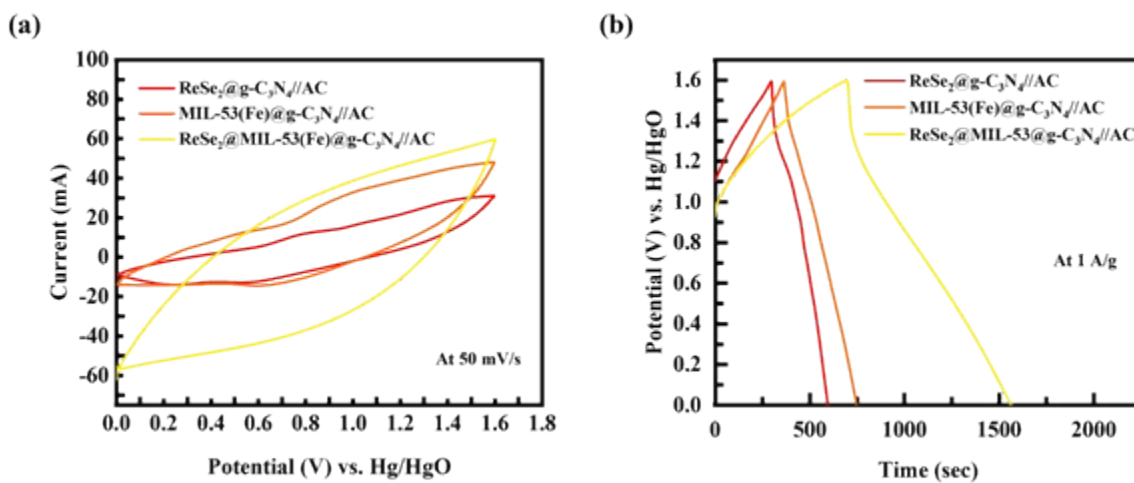 (a)
100
80
60
40
20
0
-20
-40
-60
Current (mA)
ReSe₂@g-C₃N₄//AC
MIL-53(Fe)@g-C₃N₄//AC
ReSe₂@MIL-53(Fe)@g-C₃N₄//AC
At 50 mV/s
0.0 0.2 0.4 0.6 0.8 1.0 1.2 1.4 1.6 1.8
Potential (V) vs. Hg/HgO
(b)
1.6
1.4
1.2
1.0
0.8
0.6
0.4
0.2
0.0
Potential (V) vs. Hg/HgO
ReSe₂@g-C₃N₄//AC
MIL-53(Fe)@g-C₃N₄//AC
ReSe₂@MIL-53@g-C₃N₄//AC
At 1 A/g
0 500 1000 1500 2000
Time (sec)